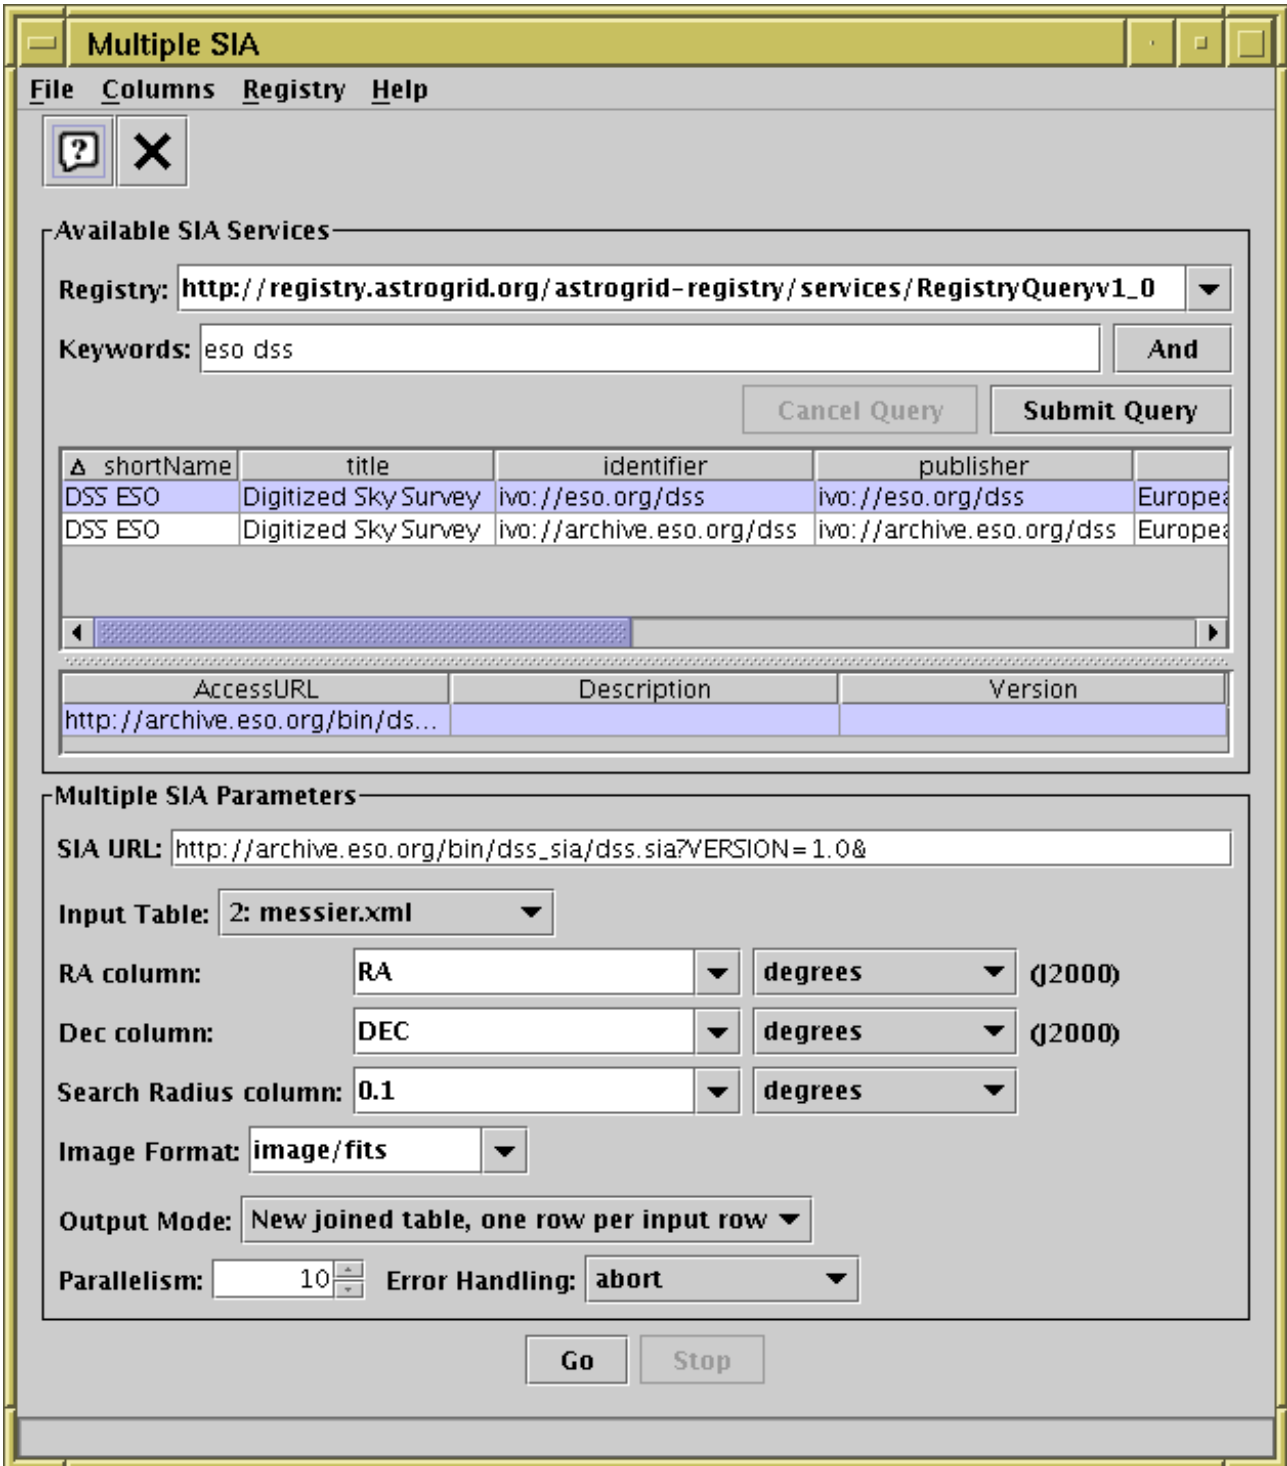 Multiple SIA
File Columns Registry Help
Available SIA Services
Registry: http://registry.astrogrid.org/astrogrid-registry/services/RegistryQueryv1_0
Keywords: eso dss And
Cancel Query Submit Query
shortName title identifier publisher
DSS ESO Digitized Sky Survey ivo://eso.org/dss ivo://eso.org/dss Europea
DSS ESO Digitized Sky Survey ivo://archive.eso.org/dss ivo://archive.eso.org/dss Europea
AccessURL Description Version
http://archive.eso.org/bin/ds...
Multiple SIA Parameters
SIA URL: http://archive.eso.org/bin/dss_sia/dss.sia?VERSION=1.0&
Input Table: 2: messier.xml
RA column: RA degrees (J2000)
Dec column: DEC degrees (J2000)
Search Radius column: 0.1 degrees
Image Format: image/fits
Output Mode: New joined table, one row per input row
Parallelism: 10 Error Handling: abort
Go Stop